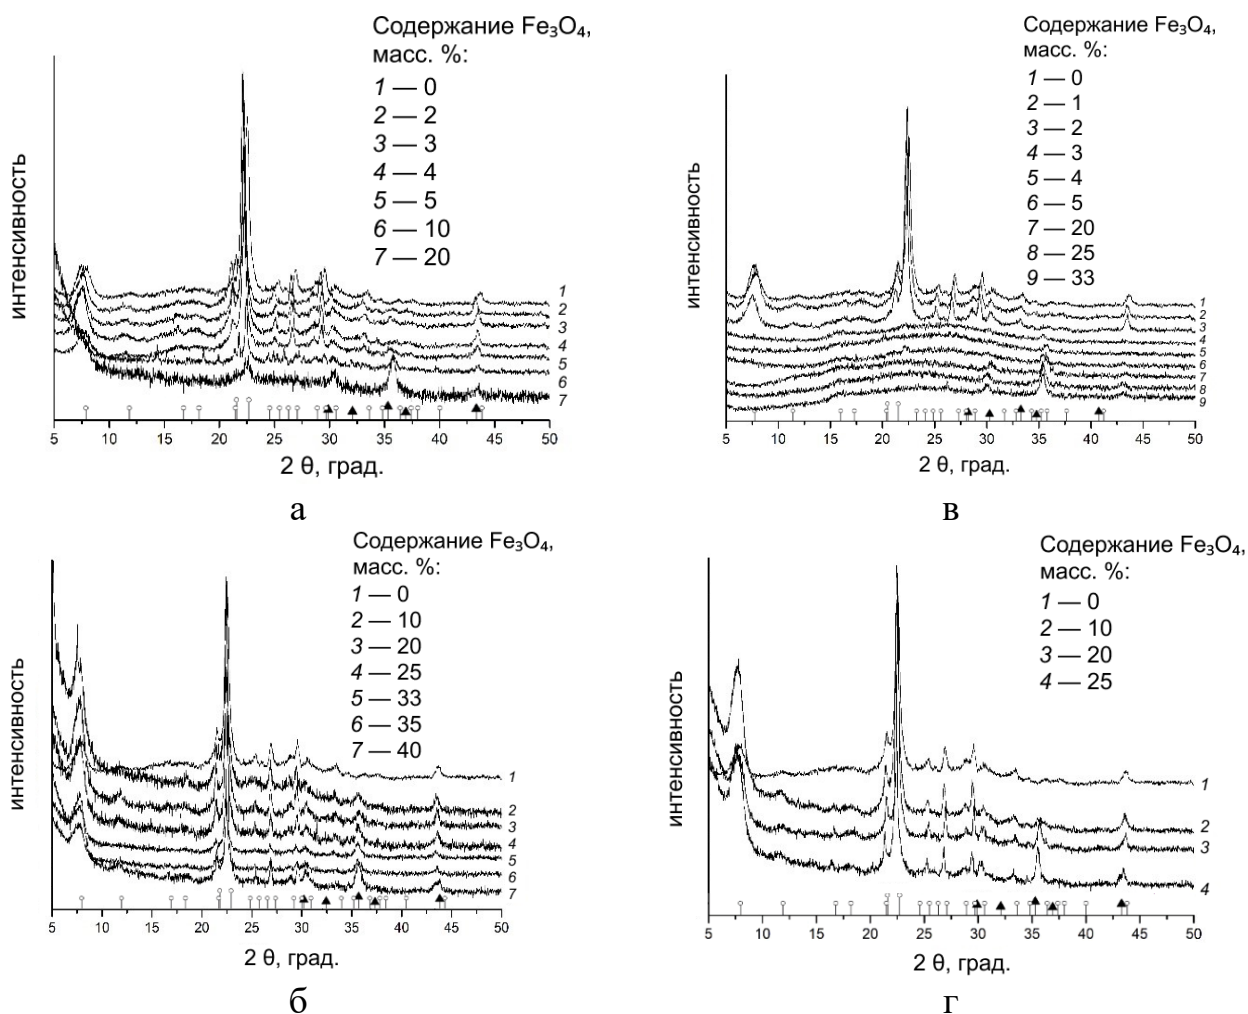 Содержание Fe₃O₄,
масс. %:
1 — 0
2 — 2
3 — 3
4 — 4
5 — 5
6 — 10
7 — 20
интенсивность
1
2
3
4
5
6
7
5 10 15 20 25 30 35 40 45 50
2 θ, град.
а
Содержание Fe₃O₄,
масс. %:
1 — 0
2 — 1
3 — 2
4 — 3
5 — 4
6 — 5
7 — 20
8 — 25
9 — 33
интенсивность
1
2
3
4
5
6
7
8
9
5 10 15 20 25 30 35 40 45 50
2 θ, град.
в
Содержание Fe₃O₄,
масс. %:
1 — 0
2 — 10
3 — 20
4 — 25
5 — 33
6 — 35
7 — 40
интенсивность
1
2
3
4
5
6
7
5 10 15 20 25 30 35 40 45 50
2 θ, град.
б
Содержание Fe₃O₄,
масс. %:
1 — 0
2 — 10
3 — 20
4 — 25
интенсивность
1
2
3
4
5 10 15 20 25 30 35 40 45 50
2 θ, град.
г